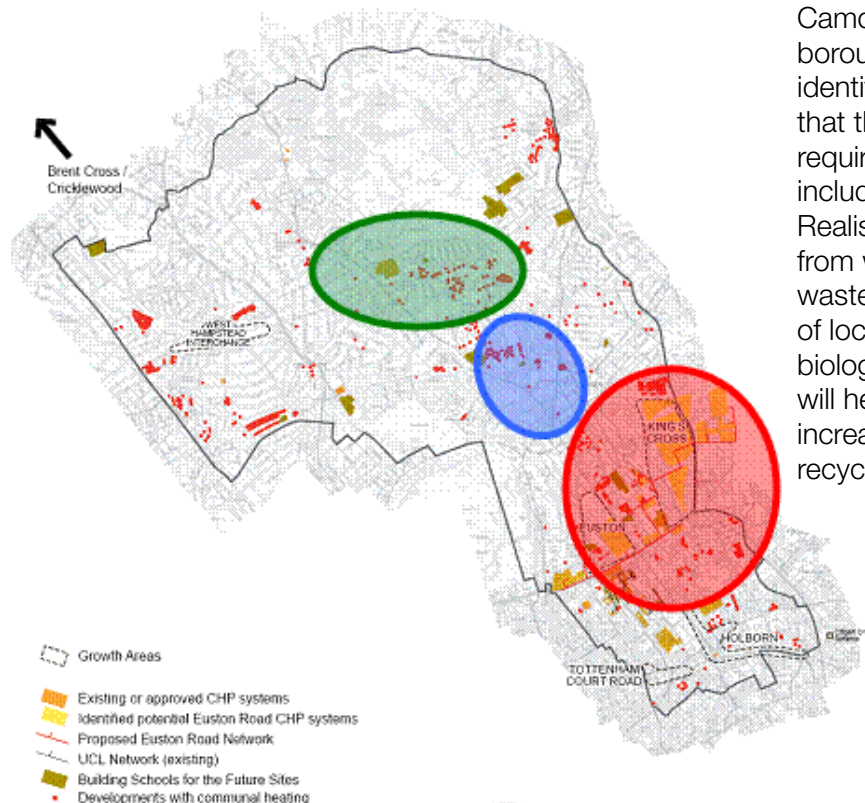 Brent Cross /
Cricklewood
WEST
HAMPSTEAD
INTERCHANGE
KING'S
CROSS
EUSTON
HOLBORN
TOTTENHAM
COURT ROAD
Growth Areas
Existing or approved CHP systems
Identified potential Euston Road CHP systems
Proposed Euston Road Network
UCL Network (existing)
Building Schools for the Future Sites
Developments with communal heating
Camd
borou
identif
that th
requir
includ
Realis
from w
waste
of loc
biolog
will he
increa
recyc